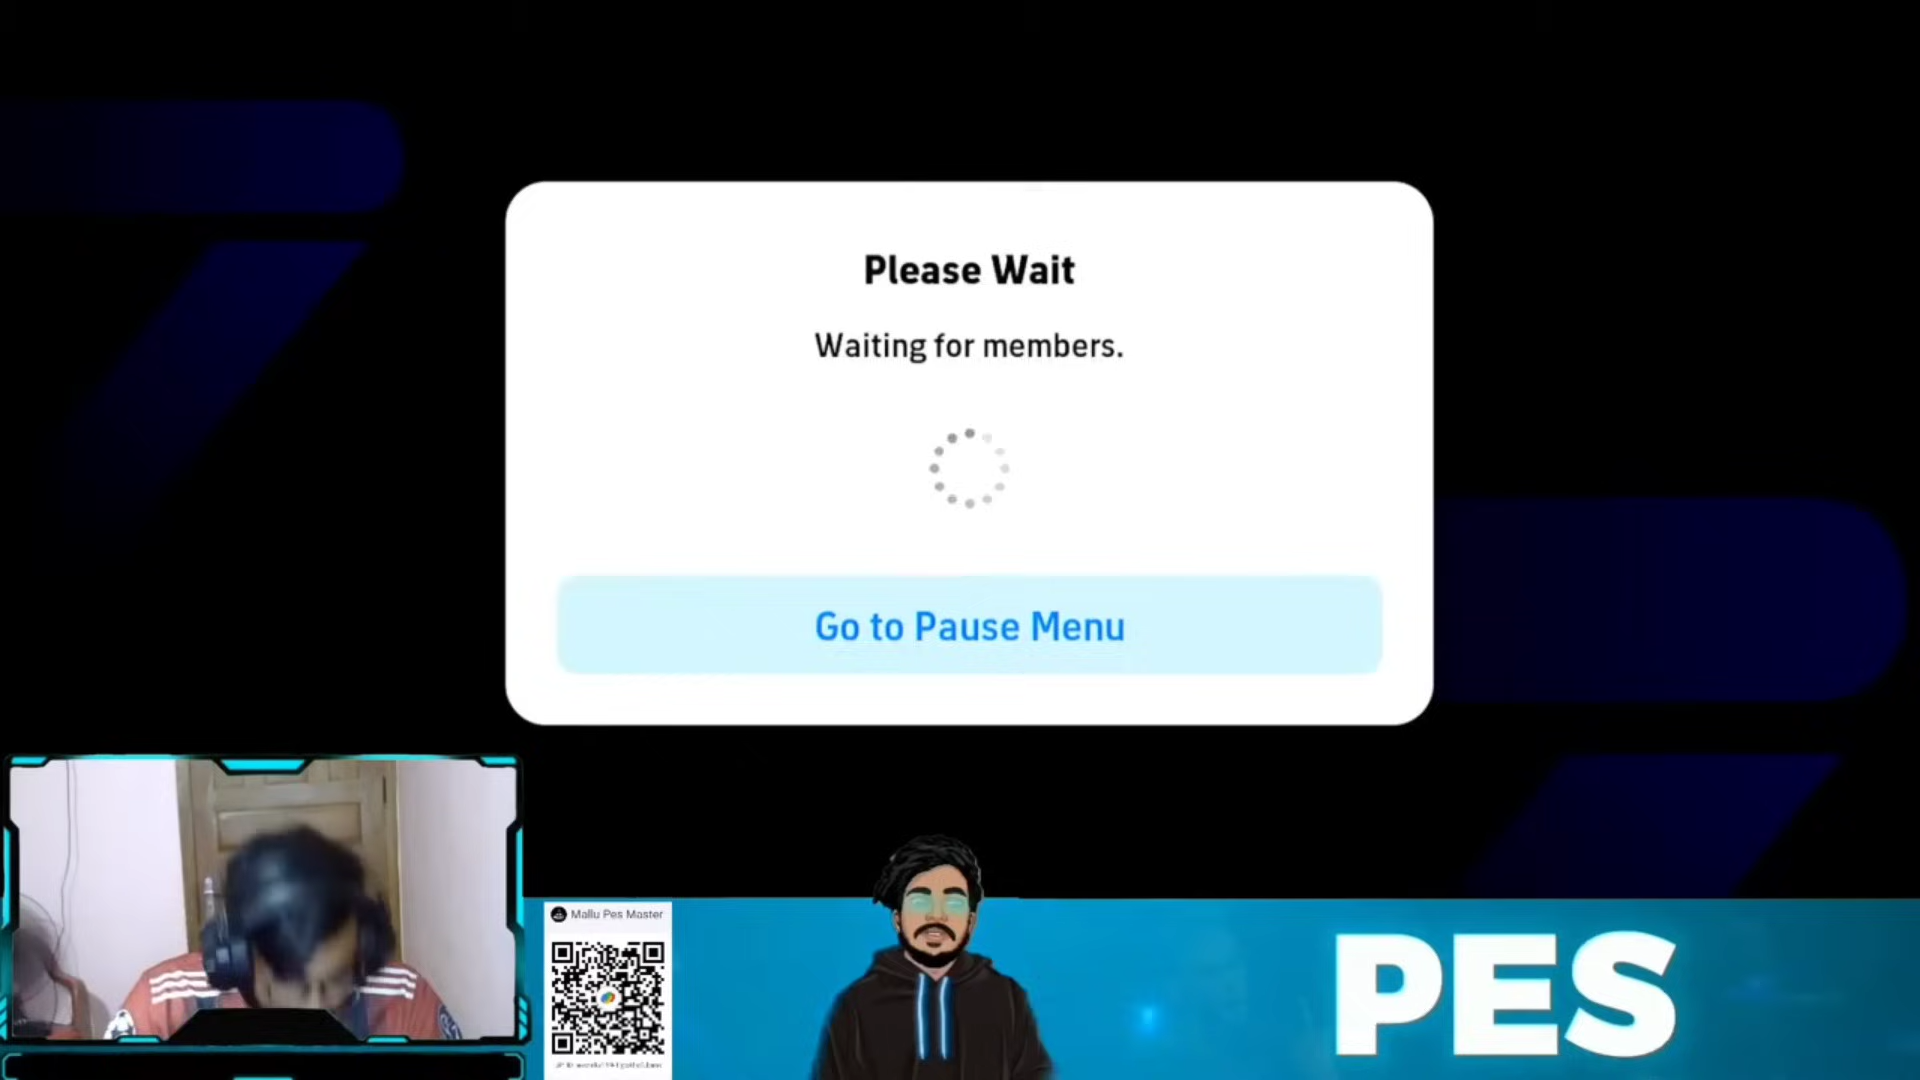 Please Wait
Waiting for members.
Go to Pause Menu
Mallu Pes Master
PES